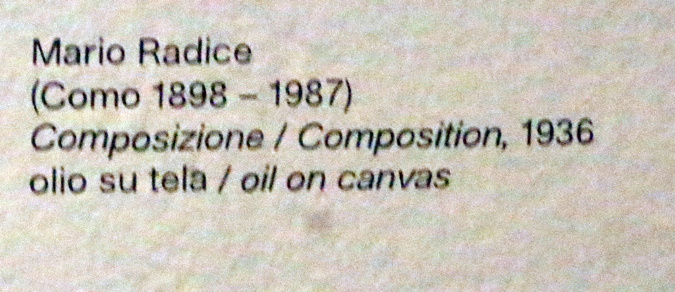 Mario Radice
(Como 1898 – 1987)
Composizione / Composition, 1936
olio su tela / oil on canvas